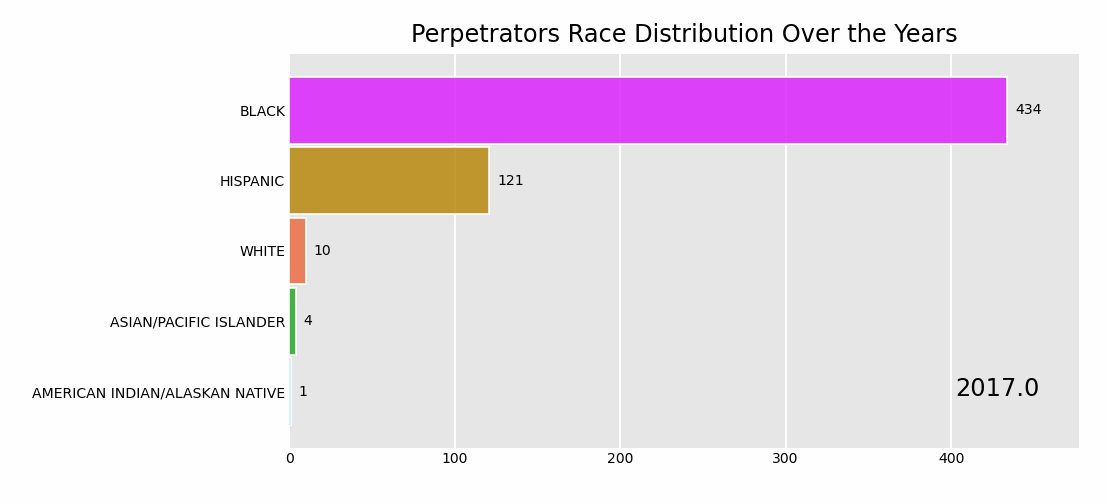 Perpetrators Race Distribution Over the Years
BLACK
434
HISPANIC
121
WHITE
10
ASIAN/PACIFIC ISLANDER
4
AMERICAN INDIAN/ALASKAN NATIVE
1
2017.0
0
100
200
300
400